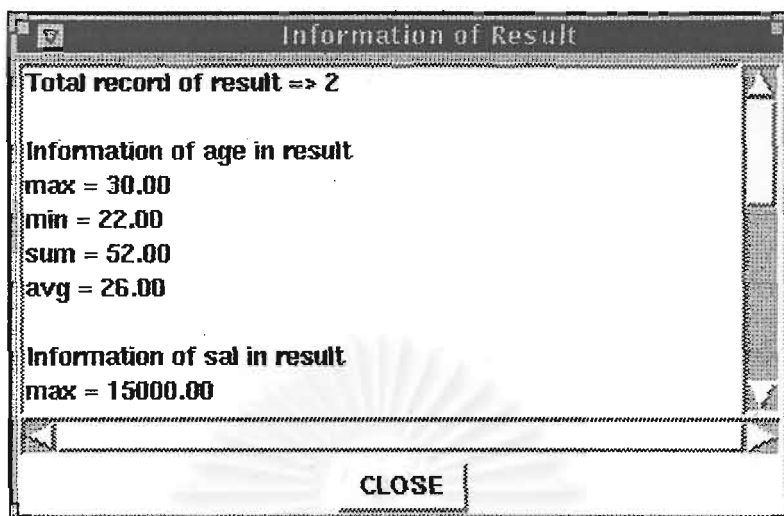 Information of Result
Total record of result => 2
Information of age in result
max = 30.00
min = 22.00
sum = 52.00
avg = 26.00
Information of sal in result
max = 15000.00
CLOSE